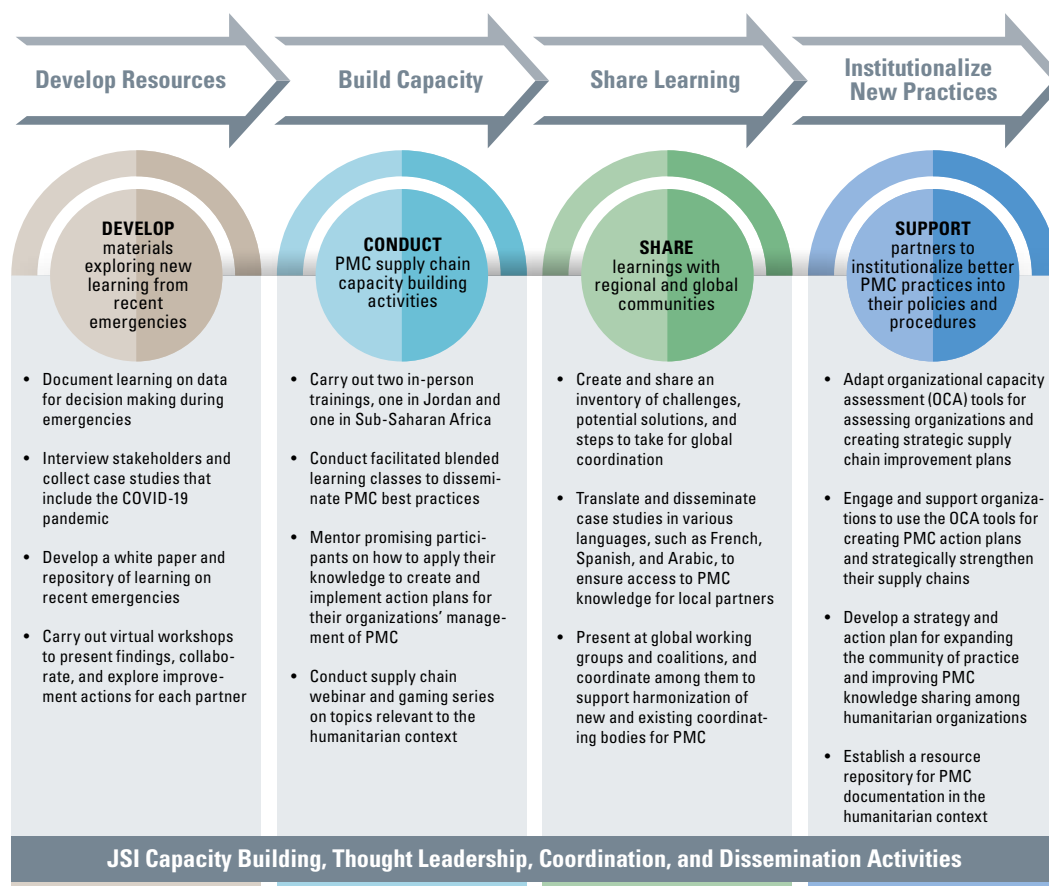 Develop Resources
Build Capacity
Share Learning
Institutionalize
New Practices
DEVELOP
materials
exploring new
learning from
recent
emergencies
CONDUCT
PMC supply chain
capacity building
activities
SHARE
learnings with
regional and global
communities
SUPPORT
partners to
institutionalize better
PMC practices into
their policies and
procedures
• Document learning on data
for decision making during
emergencies
• Interview stakeholders and
collect case studies that
include the COVID-19
pandemic
• Develop a white paper and
repository of learning on
recent emergencies
• Carry out virtual workshops
to present findings, collabo-
rate, and explore improve-
ment actions for each partner
• Carry out two in-person
trainings, one in Jordan and
one in Sub-Saharan Africa
• Conduct facilitated blended
learning classes to dissemi-
nate PMC best practices
• Mentor promising partici-
pants on how to apply their
knowledge to create and
implement action plans for
their organizations’ manage-
ment of PMC
• Conduct supply chain
webinar and gaming series
on topics relevant to the
humanitarian context
• Create and share an
inventory of challenges,
potential solutions, and
steps to take for global
coordination
• Translate and disseminate
case studies in various
languages, such as French,
Spanish, and Arabic, to
ensure access to PMC
knowledge for local partners
• Present at global working
groups and coalitions, and
coordinate among them to
support harmonization of
new and existing coordinat-
ing bodies for PMC
• Adapt organizational capacity
assessment (OCA) tools for
assessing organizations and
creating strategic supply
chain improvement plans
• Engage and support organiza-
tions to use the OCA tools for
creating PMC action plans
and strategically strengthen
their supply chains
• Develop a strategy and
action plan for expanding
the community of practice
and improving PMC
knowledge sharing among
humanitarian organizations
• Establish a resource
repository for PMC
documentation in the
humanitarian context
JSI Capacity Building, Thought Leadership, Coordination, and Dissemination Activities